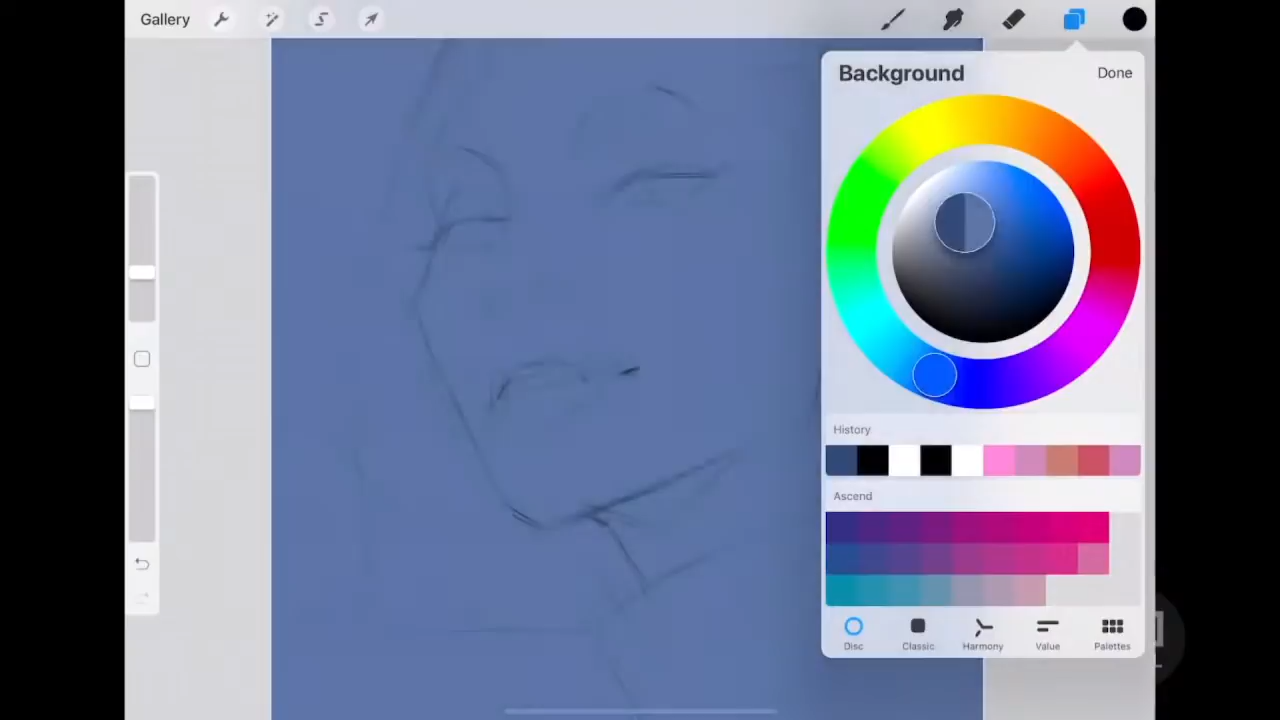 Gallery
Background Done
History
Ascend
Disc Classic Harmony Value Palettes